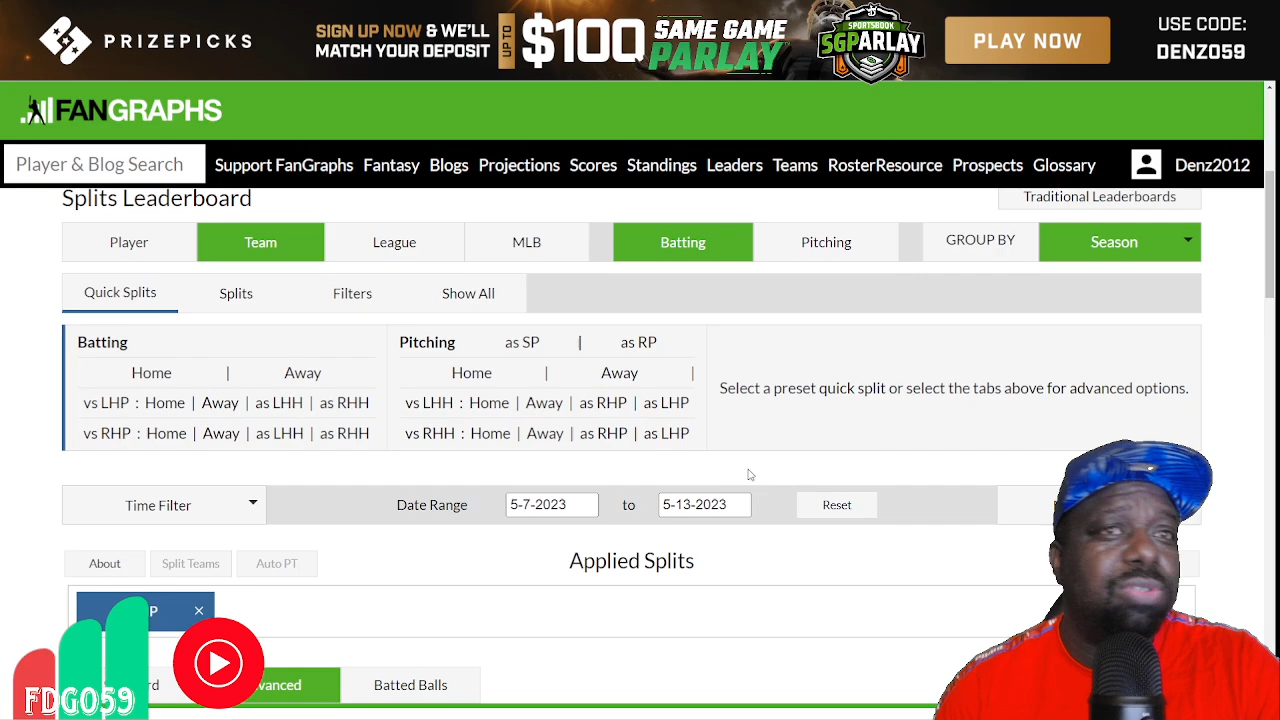 PRIZEPICKS
SIGN UP NOW & WE'LL
MATCH YOUR DEPOSIT
UP TO
$100
SAME GAME
PARLAY
SPORTSBOOK
SGPARLAY
PLAY NOW
USE CODE:
DENZO59
FANGRAPHS
Player & Blog Search Support FanGraphs Fantasy Blogs Projections Scores Standings Leaders Teams RosterResource Prospects Glossary Denz2012
Splits Leaderboard Traditional Leaderboards
Player Team League MLB Batting Pitching GROUP BY Season
Quick Splits Splits Filters Show All
Batting
Home | Away
vs LHP : Home | Away | as LHH | as RHH
vs RHP : Home | Away | as LHH | as RHH
Pitching as SP | as RP
Home | Away |
vs LHH : Home | Away | as RHP | as LHP
vs RHH : Home | Away | as RHP | as LHP
Select a preset quick split or select the tabs above for advanced options.
Time Filter Date Range 5-7-2023 to 5-13-2023 Reset
About Split Teams Auto PT Applied Splits
P ×
rd vanced Batted Balls
FDGO59